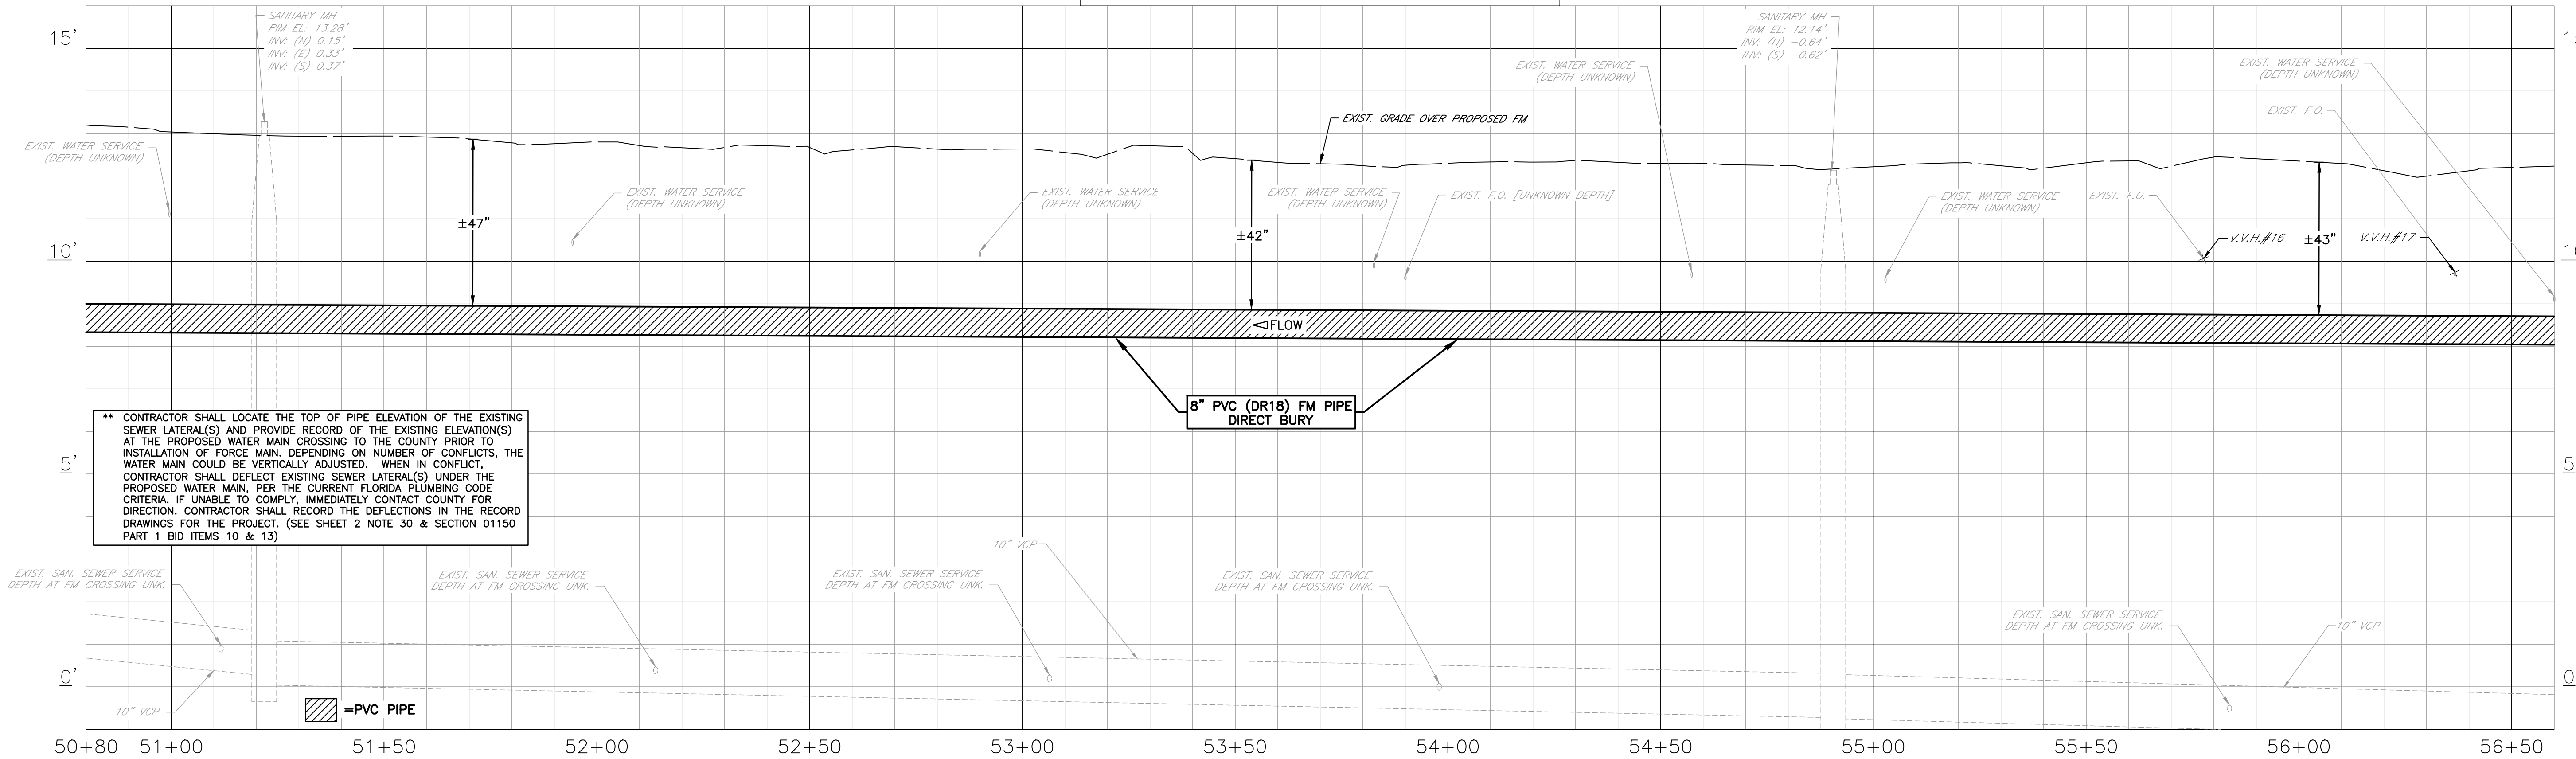 SANITARY MH
RIM EL: 13.28'
INV: (N) 0.15'
INV: (E) 0.33'
INV: (S) 0.37'
SANITARY MH
RIM EL: 12.14'
INV: (N) -0.64'
INV: (S) -0.62'
15'
15
EXIST. WATER SERVICE
(DEPTH UNKNOWN)
EXIST. WATER SERVICE
(DEPTH UNKNOWN)
EXIST. F.O.
EXIST. GRADE OVER PROPOSED FM
EXIST. WATER SERVICE
(DEPTH UNKNOWN)
EXIST. WATER SERVICE
(DEPTH UNKNOWN)
EXIST. WATER SERVICE
(DEPTH UNKNOWN)
EXIST. WATER SERVICE
(DEPTH UNKNOWN)
EXIST. F.O. [UNKNOWN DEPTH]
EXIST. WATER SERVICE
(DEPTH UNKNOWN)
EXIST. F.O.
±47"
±42"
V.V.H.#16
±43"
V.V.H.#17
10'
10
FLOW
8" PVC (DR18) FM PIPE
DIRECT BURY
** CONTRACTOR SHALL LOCATE THE TOP OF PIPE ELEVATION OF THE EXISTING
SEWER LATERAL(S) AND PROVIDE RECORD OF THE EXISTING ELEVATION(S)
AT THE PROPOSED WATER MAIN CROSSING TO THE COUNTY PRIOR TO
INSTALLATION OF FORCE MAIN. DEPENDING ON NUMBER OF CONFLICTS, THE
WATER MAIN COULD BE VERTICALLY ADJUSTED. WHEN IN CONFLICT,
CONTRACTOR SHALL DEFLECT EXISTING SEWER LATERAL(S) UNDER THE
PROPOSED WATER MAIN, PER THE CURRENT FLORIDA PLUMBING CODE
CRITERIA. IF UNABLE TO COMPLY, IMMEDIATELY CONTACT COUNTY FOR
DIRECTION. CONTRACTOR SHALL RECORD THE DEFLECTIONS IN THE RECORD
DRAWINGS FOR THE PROJECT. (SEE SHEET 2 NOTE 30 & SECTION 01150
PART 1 BID ITEMS 10 & 13)
5'
5
EXIST. SAN. SEWER SERVICE
DEPTH AT FM CROSSING UNK.
EXIST. SAN. SEWER SERVICE
DEPTH AT FM CROSSING UNK.
EXIST. SAN. SEWER SERVICE
DEPTH AT FM CROSSING UNK.
10" VCP
EXIST. SAN. SEWER SERVICE
DEPTH AT FM CROSSING UNK.
EXIST. SAN. SEWER SERVICE
DEPTH AT FM CROSSING UNK.
10" VCP
0'
0
10" VCP
=PVC PIPE
50+80 51+00 51+50 52+00 52+50 53+00 53+50 54+00 54+50 55+00 55+50 56+00 56+50